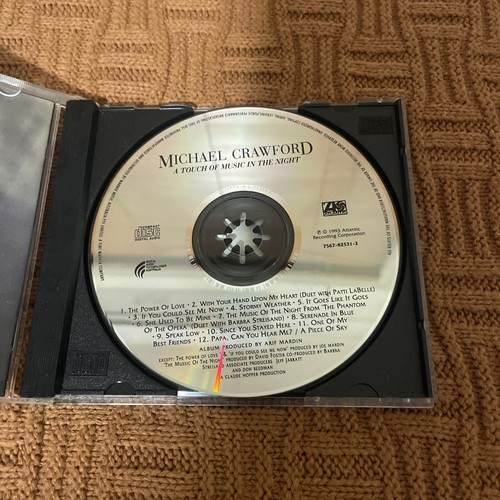 MICHAEL CRAWFORD
A TOUCH OF MUSIC IN THE NIGHT
COMPACT
disc
DIGITAL AUDIO
ATLANTIC
℗ © 1993 Atlantic
Recording Corporation
7567-82531-2
1. THE POWER OF LOVE • 2. WITH YOUR HAND UPON MY HEART (DUET WITH PATTI LABELLE)
• 3. IF YOU COULD SEE ME NOW • 4. STORMY WEATHER • 5. IT GOES LIKE IT GOES
• 6. SHE USED TO BE MINE • 7. THE MUSIC OF THE NIGHT FROM 'THE PHANTOM
OF THE OPERA' (DUET WITH BARBRA STREISAND) • 8. SERENADE IN BLUE
• 9. SPEAK LOW • 10. SINCE YOU STAYED HERE • 11. ONE OF MY
BEST FRIENDS • 12. PAPA, CAN YOU HEAR ME? / A PIECE OF SKY
ALBUM PRODUCED BY ARIF MARDIN
EXCEPT: 'THE POWER OF LOVE' & 'IF YOU COULD SEE ME NOW' PRODUCED BY JOE MARDIN
'THE MUSIC OF THE NIGHT' PRODUCED BY DAVID FOSTER CO-PRODUCED BY BARBRA
STREISAND ASSOCIATE PRODUCERS JEFF JARRATT
AND DON REEDMAN
A CLAUDE HOPPER PRODUCTION